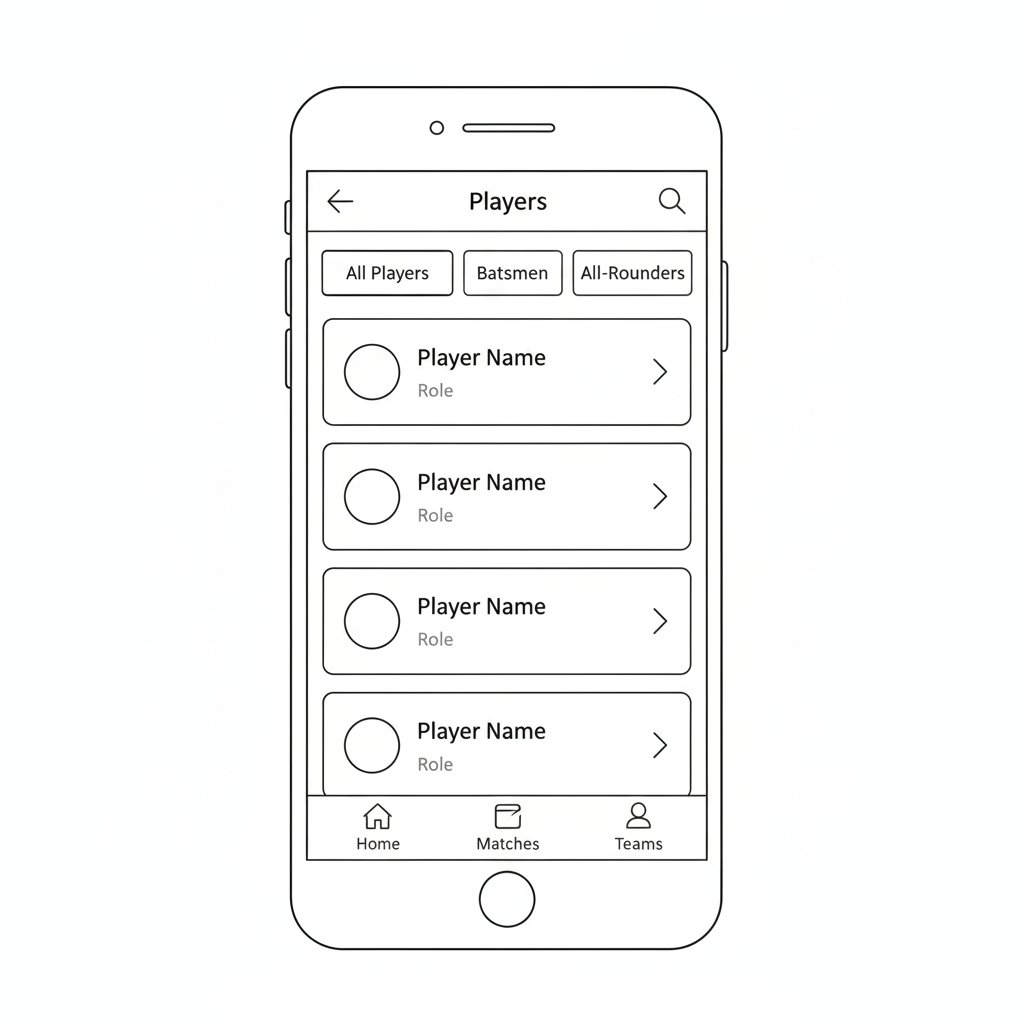 Players
All Players Batsmen All-Rounders
Player Name
Role
Player Name
Role
Player Name
Role
Player Name
Role
Home Matches Teams